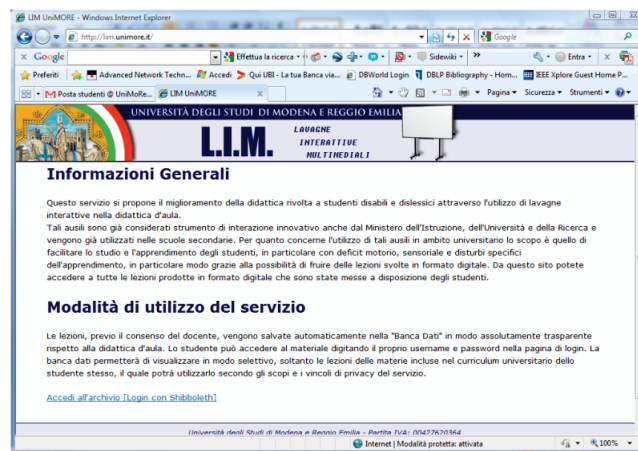 LIM UniMORE - Windows Internet Explorer
http://lim.unimore.it/
Google
x Google
Effettua la ricerca
Sidewiki
»
Entra
x
Preferiti
Advanced Network Techn...
Accedi
Qui UBI - La tua Banca via...
DBWorld Login
DBLP Bibliography - Hom...
IEEE Xplore Guest Home P...
Posta studenti @ UniMoRe...
LIM UniMORE
x
Pagina
Sicurezza
Strumenti
UNIVERSITÀ DEGLI STUDI DI MODENA E REGGIO EMILIA
L.I.M.
LAVAGNE
INTERATTIVE
MULTIMEDIALI
Informazioni Generali
Questo servizio si propone il miglioramento della didattica rivolta a studenti disabili e dislessici attraverso l'utilizzo di lavagne
interattive nella didattica d'aula.
Tali ausili sono già considerati strumento di interazione innovativo anche dal Ministero dell'Istruzione, dell'Università e della Ricerca e
vengono già utilizzati nelle scuole secondarie. Per quanto concerne l'utilizzo di tali ausili in ambito universitario lo scopo è quello di
facilitare lo studio e l'apprendimento degli studenti, in particolare con deficit motorio, sensoriale e disturbi specifici
dell'apprendimento, in particolare modo grazie alla possibilità di fruire delle lezioni svolte in formato digitale. Da questo sito potete
accedere a tutte le lezioni prodotte in formato digitale che sono state messe a disposizione degli studenti.
Modalità di utilizzo del servizio
Le lezioni, previo il consenso del docente, vengono salvate automaticamente nella "Banca Dati" in modo assolutamente trasparente
rispetto alla didattica d'aula. Lo studente può accedere al materiale digitando il proprio username e password nella pagina di login. La
banca dati permetterà di visualizzare in modo selettivo, soltanto le lezioni delle materie incluse nel curriculum universitario dello
studente stesso, il quale potrà utilizzarlo secondo gli scopi e i vincoli di privacy del servizio.
Accedi all'archivio [Login con Shibboleth]
Università degli Studi di Modena e Reggio Emilia - Partita IVA: 00427620364
Internet | Modalità protetta: attivata
100%